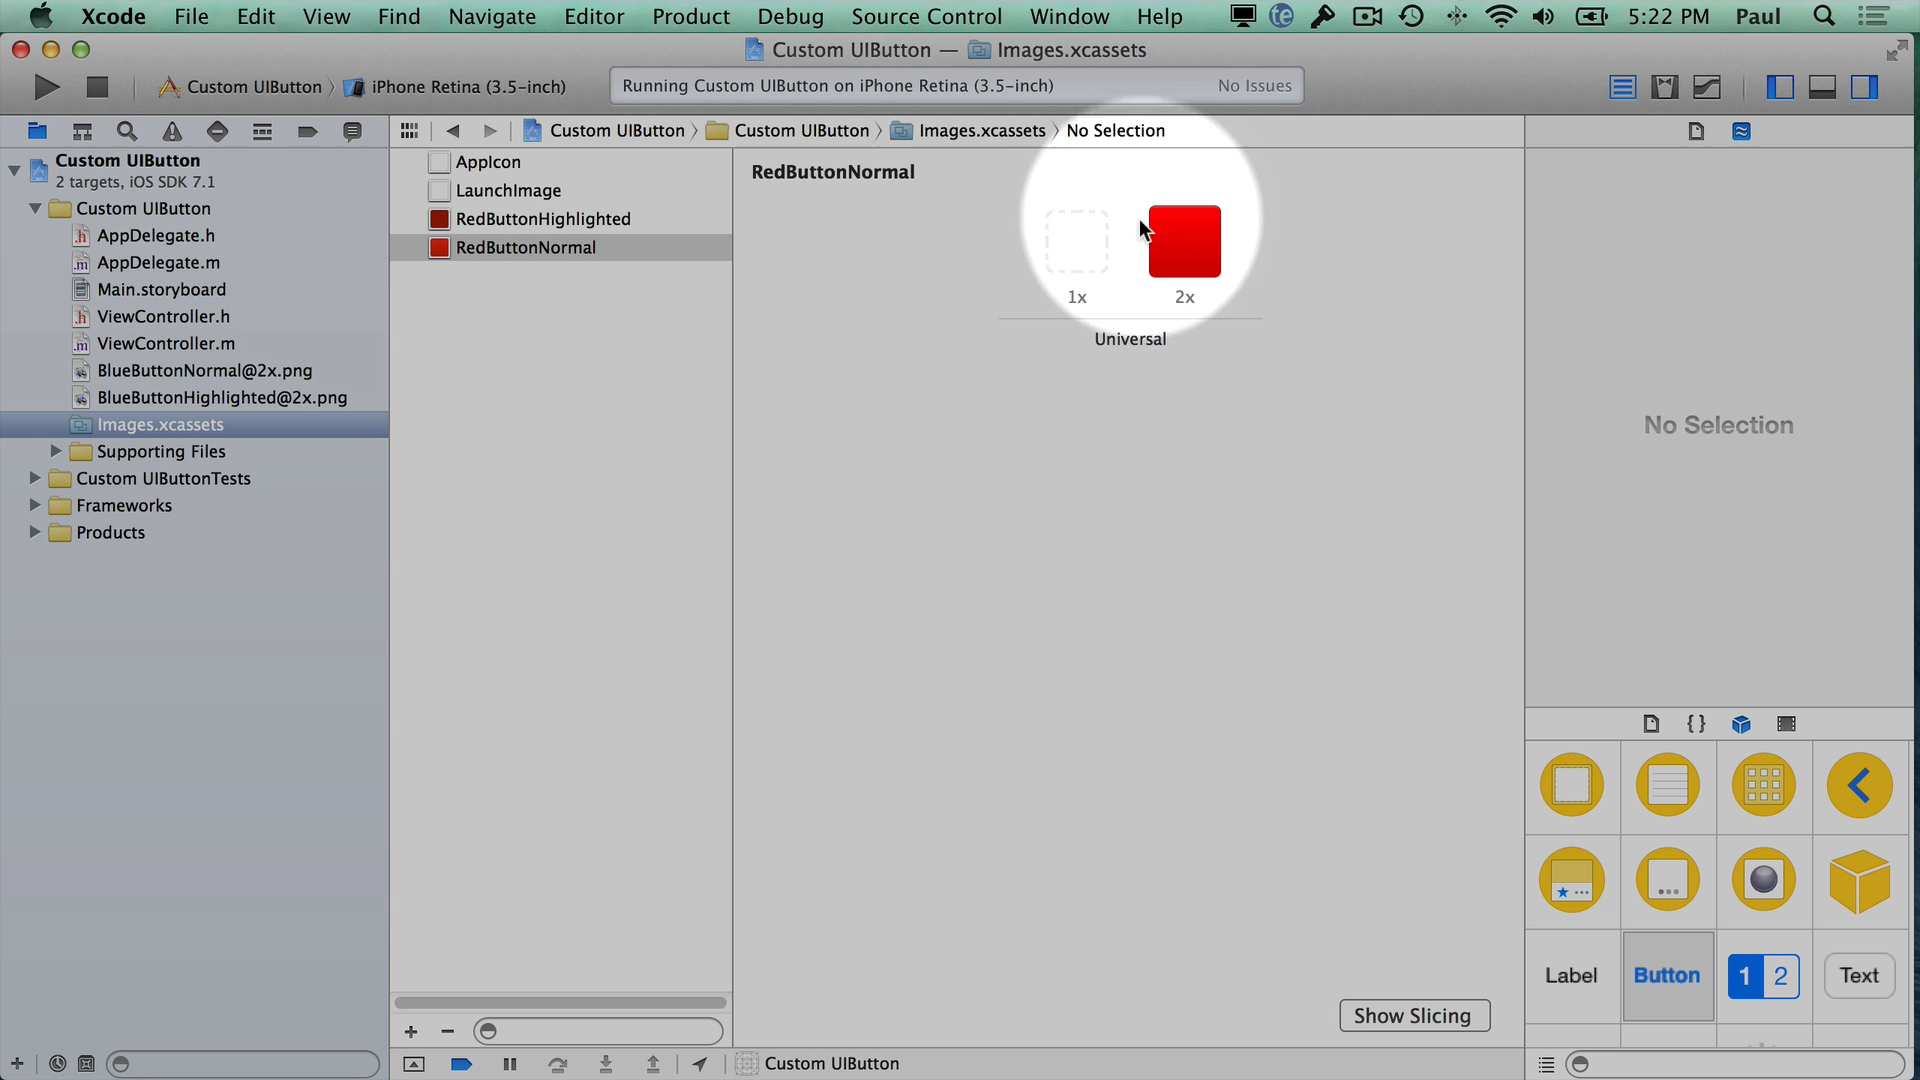 Xcode File Edit View Find Navigate Editor Product Debug Source Control Window Help te 5:22 PM Paul
Custom UIButton — Images.xcassets
Custom UIButton iPhone Retina (3.5-inch) Running Custom UIButton on iPhone Retina (3.5-inch) No Issues
Custom UIButton Custom UIButton Images.xcassets No Selection
Custom UIButton
2 targets, iOS SDK 7.1
Custom UIButton
AppDelegate.h
AppDelegate.m
Main.storyboard
ViewController.h
ViewController.m
BlueButtonNormal@2x.png
BlueButtonHighlighted@2x.png
Images.xcassets
Supporting Files
Custom UIButtonTests
Frameworks
Products
AppIcon
LaunchImage
RedButtonHighlighted
RedButtonNormal
RedButtonNormal
1x 2x
Universal
Show Slicing
Custom UIButton
No Selection
{ }
Label Button 1 2 Text